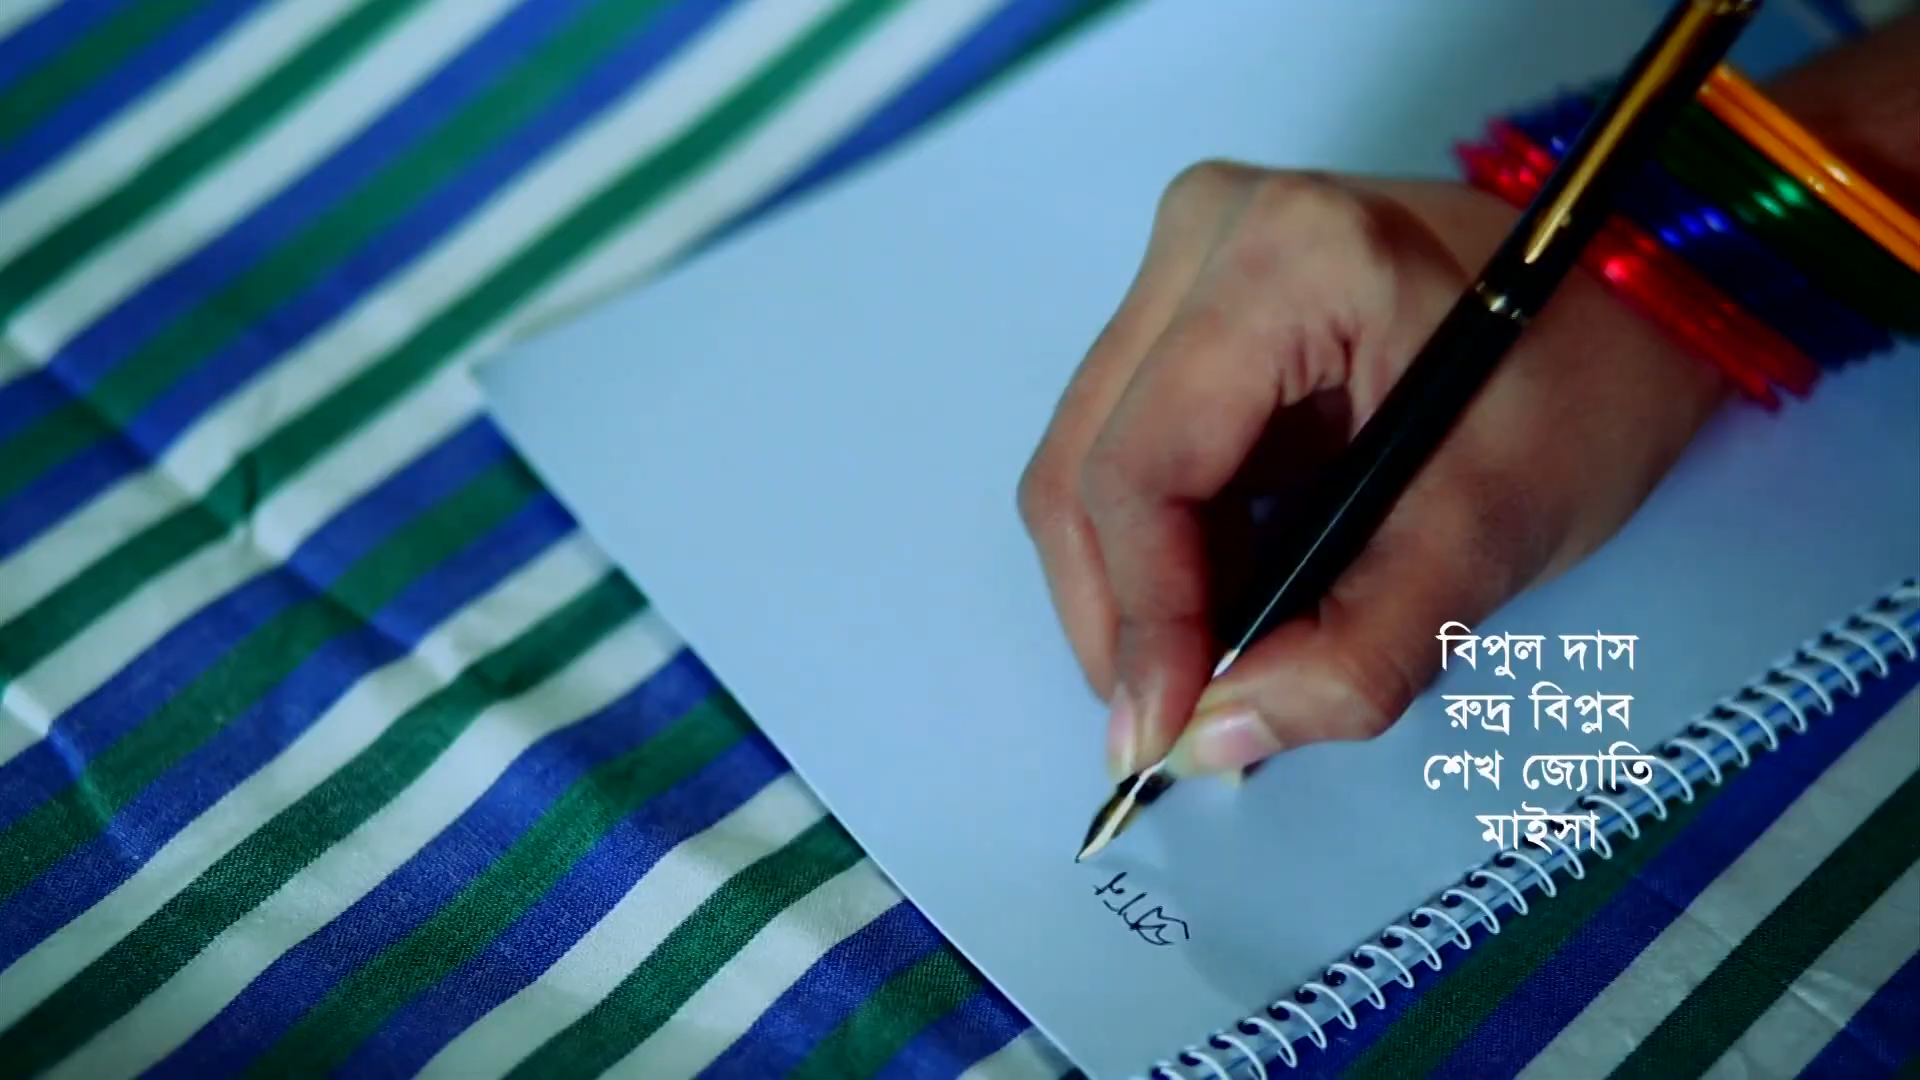 বিপুল দাস
রুদ্র বিপ্লব
শেখ জ্যোতি
মাইসা